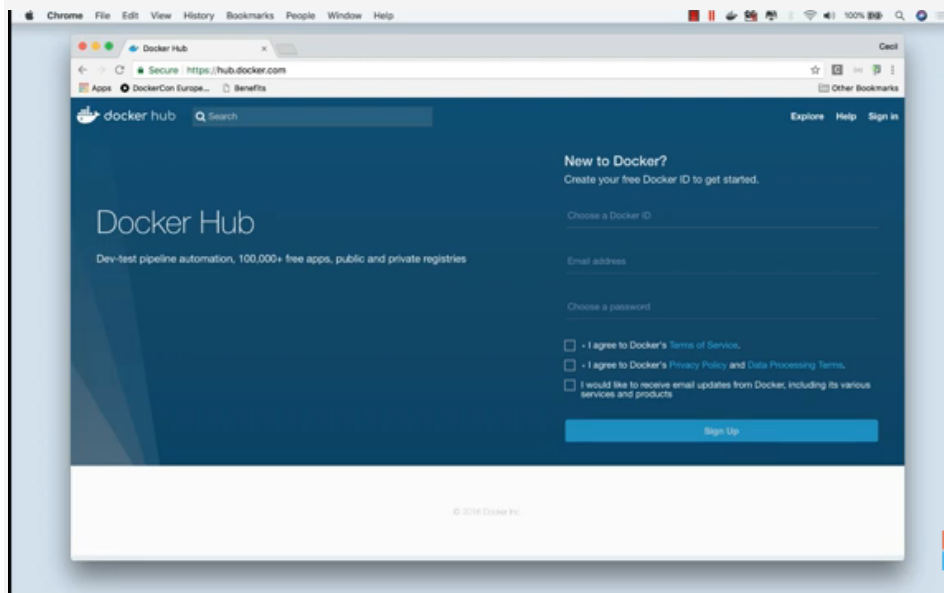 Chrome File Edit View History Bookmarks People Window Help
100%
Docker Hub
Cecil
Secure https://hub.docker.com
Apps DockerCon Europe... Benefits
Other Bookmarks
docker hub Search
Explore Help Sign in
New to Docker?
Create your free Docker ID to get started.
Choose a Docker ID
Docker Hub
Dev-test pipeline automation, 100,000+ free apps, public and private registries
Email address
Choose a password
- I agree to Docker's Terms of Service.
- I agree to Docker's Privacy Policy and Data Processing Terms.
I would like to receive email updates from Docker, including its various
services and products
Sign Up
© 2016 Docker Inc.